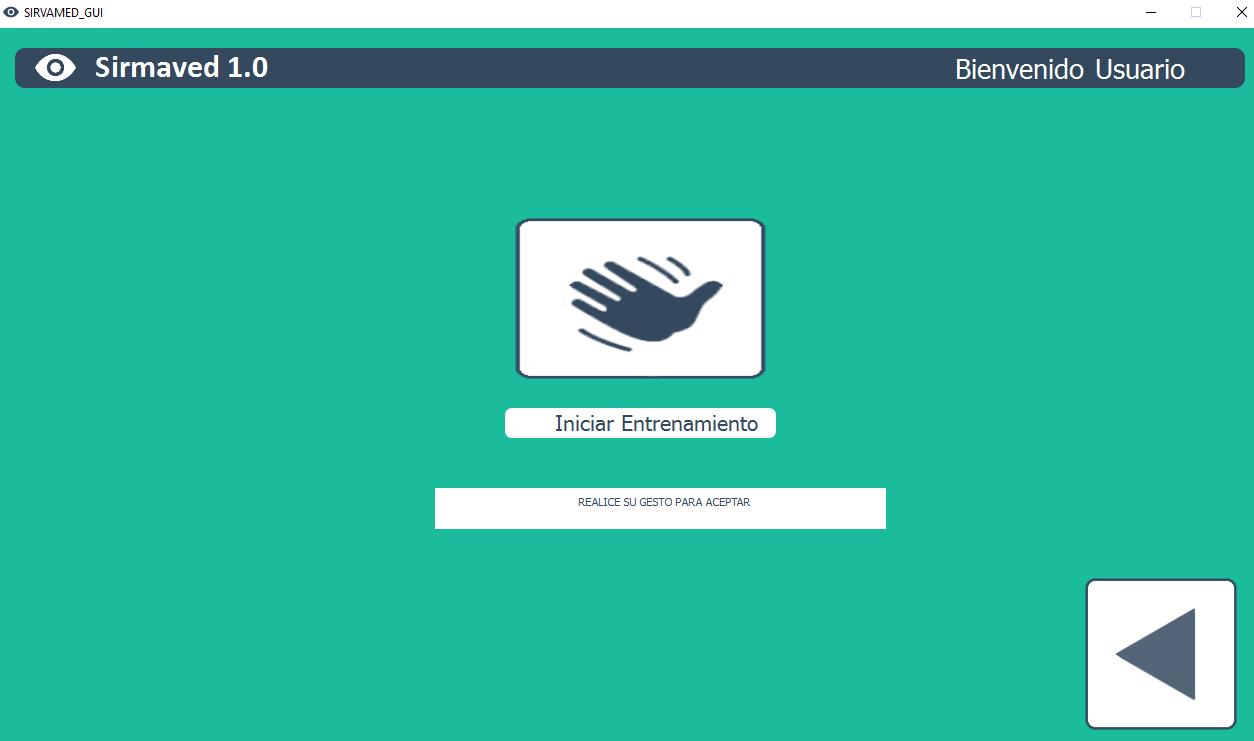 SIRVAMED_GUI
Sirmaved 1.0
Bienvenido Usuario
Iniciar Entrenamiento
REALICE SU GESTO PARA ACEPTAR